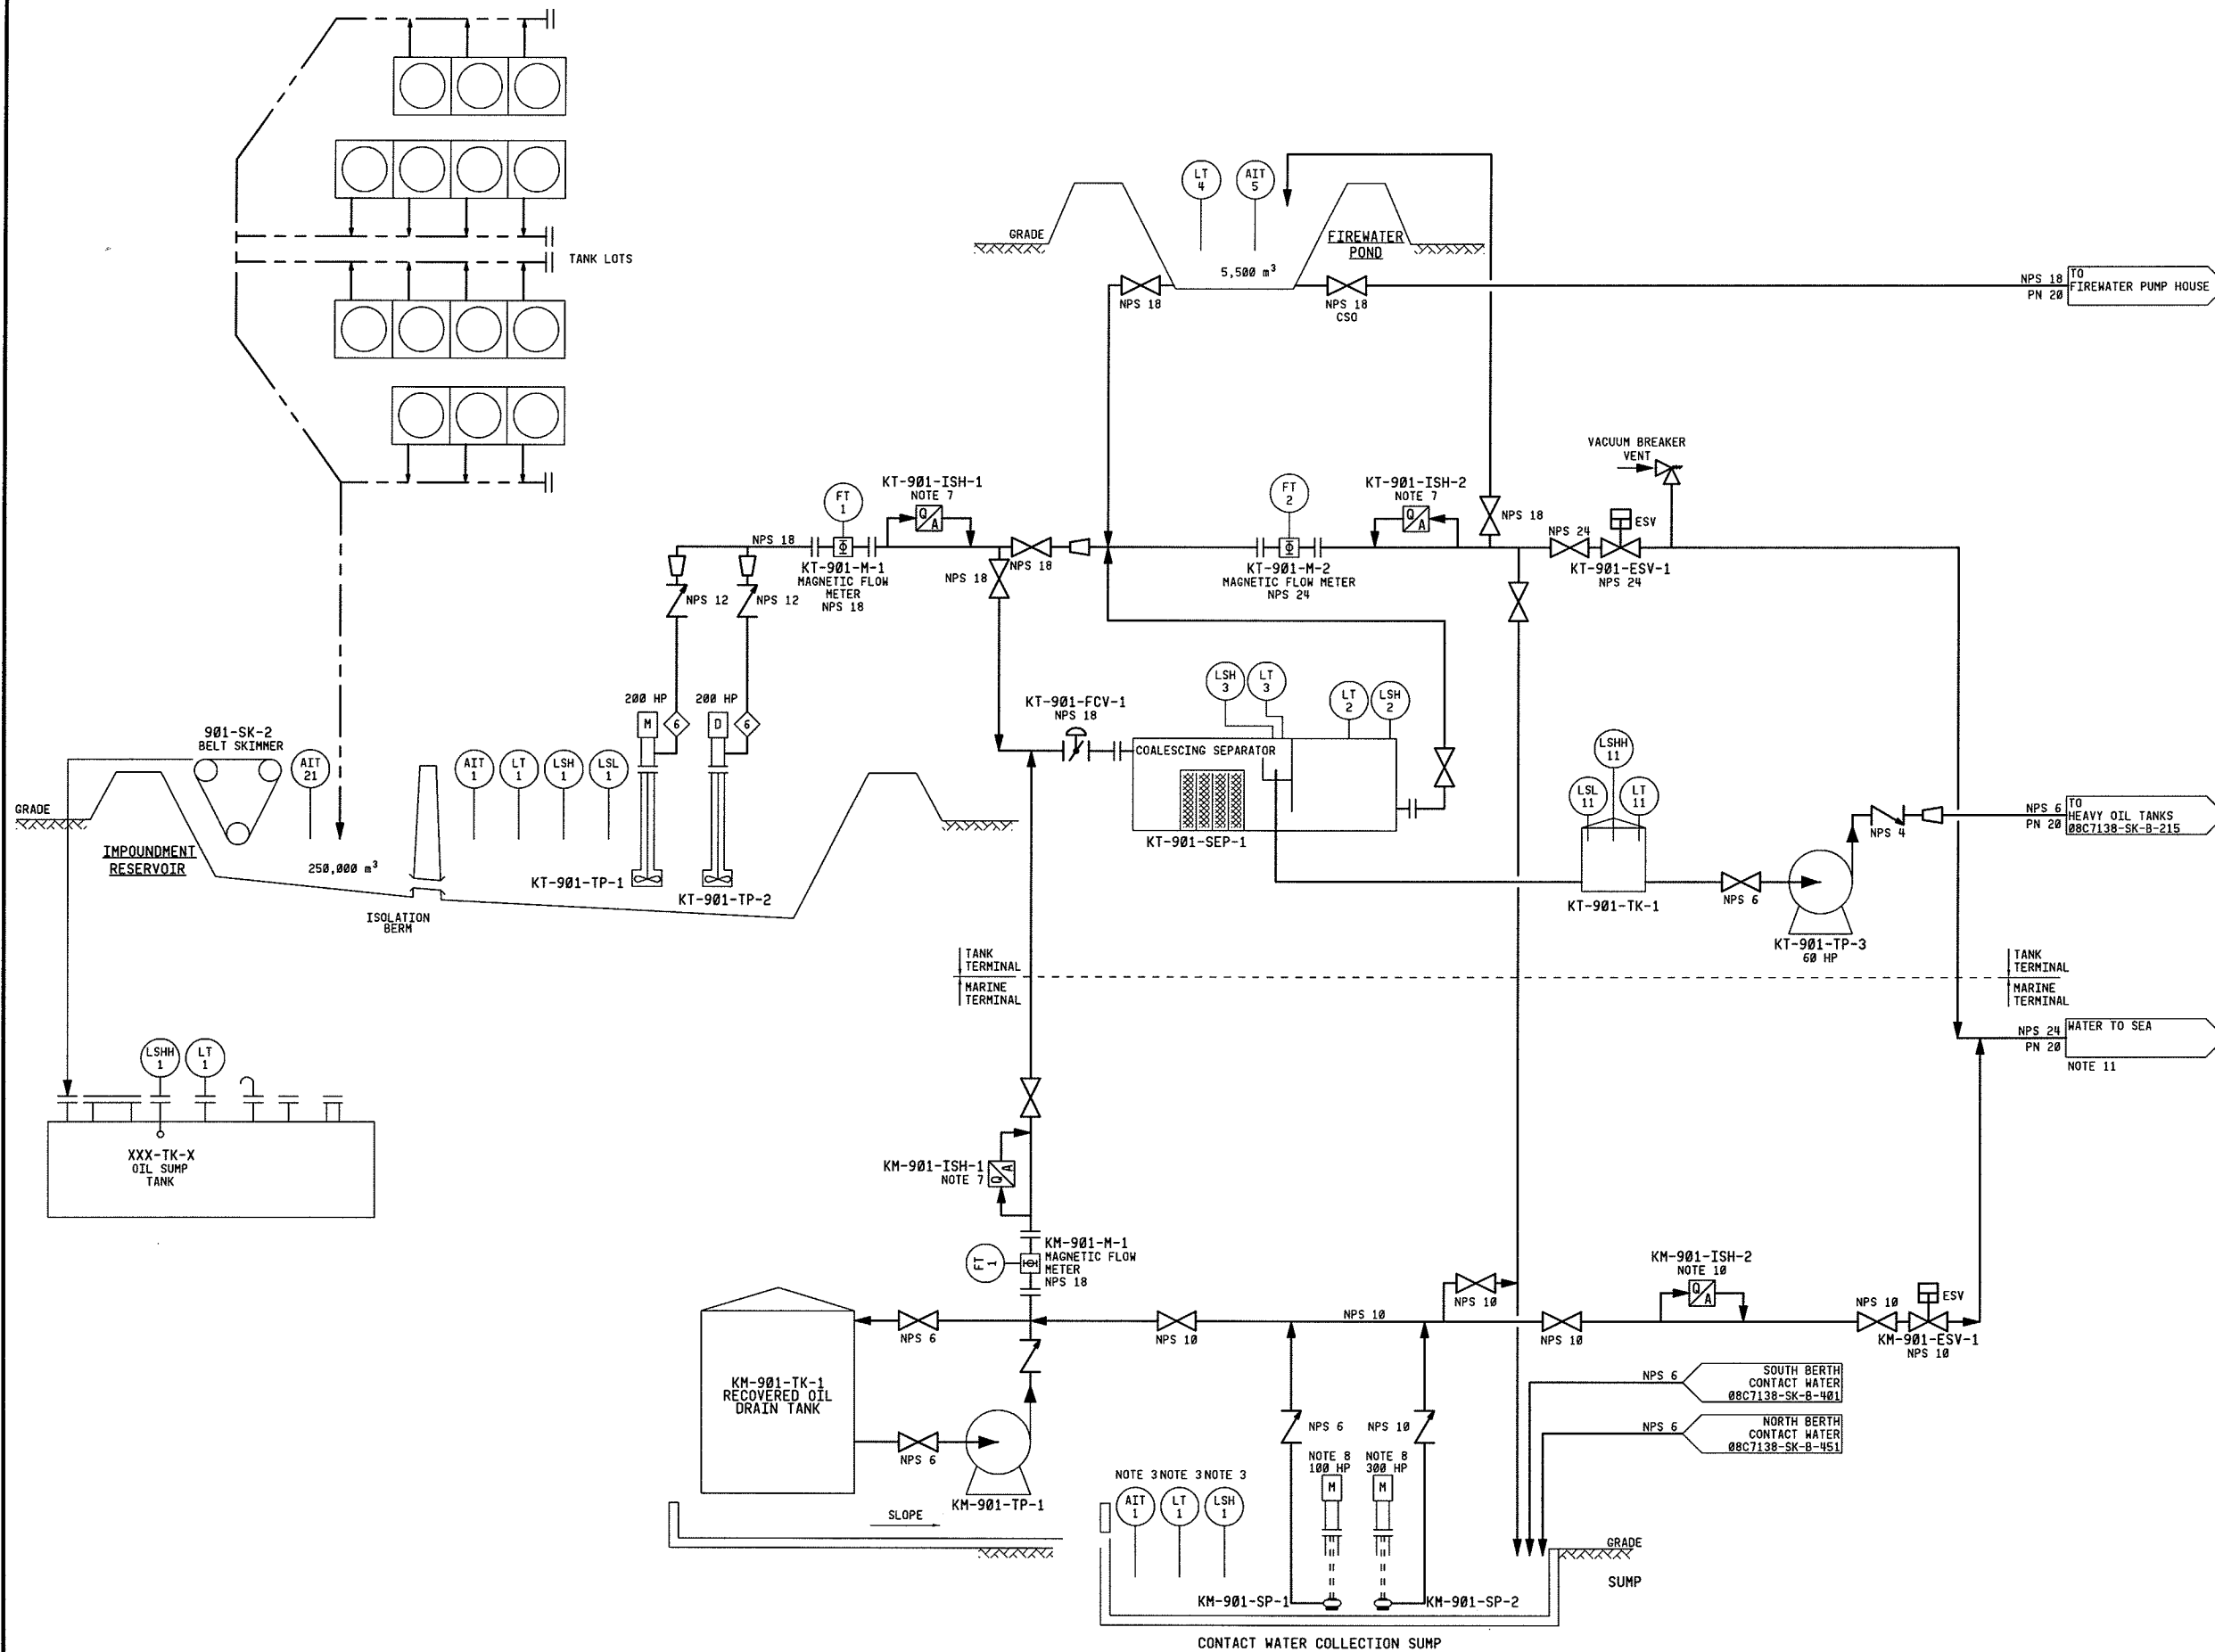 TANK LOTS
LT
4
AIT
5
GRADE
FIREWATER
POND
5,500 m³
NPS 18
NPS 18
CSO
NPS 18
PN 20
TO
FIREWATER PUMP HOUSE
VACUUM BREAKER
VENT
KT-901-ISH-1
NOTE 7
Q
A
FT
1
NPS 18
KT-901-M-1
MAGNETIC FLOW
METER
NPS 18
NPS 18
NPS 18
FT
2
KT-901-M-2
MAGNETIC FLOW METER
NPS 24
KT-901-ISH-2
NOTE 7
Q
A
NPS 18
NPS 24
ESV
KT-901-ESV-1
NPS 24
NPS 12
NPS 12
200 HP
200 HP
M
6
D
6
901-SK-2
BELT SKIMMER
AIT
21
AIT
1
LT
1
LSH
1
LSL
1
GRADE
IMPOUNDMENT
RESERVOIR
250,000 m³
ISOLATION
BERM
KT-901-TP-1
KT-901-TP-2
KT-901-FCV-1
NPS 18
LSH
3
LT
3
LT
2
LSH
2
COALESCING SEPARATOR
KT-901-SEP-1
LSHH
11
LSL
11
LT
11
KT-901-TK-1
NPS 6
NPS 4
KT-901-TP-3
60 HP
NPS 6
PN 20
TO
HEAVY OIL TANKS
08C7138-SK-B-215
TANK
TERMINAL
MARINE
TERMINAL
TANK
TERMINAL
MARINE
TERMINAL
NPS 24
PN 20
WATER TO SEA
NOTE 11
LSHH
1
LT
1
XXX-TK-X
OIL SUMP
TANK
KM-901-ISH-1
NOTE 7
Q
A
FT
1
KM-901-M-1
MAGNETIC FLOW
METER
NPS 18
KM-901-ISH-2
NOTE 10
Q
A
NPS 6
NPS 10
NPS 10
NPS 10
NPS 10
NPS 10
ESV
KM-901-ESV-1
NPS 10
KM-901-TK-1
RECOVERED OIL
DRAIN TANK
NPS 6
KM-901-TP-1
SLOPE
NPS 6
SOUTH BERTH
CONTACT WATER
08C7138-SK-B-401
NPS 6
NORTH BERTH
CONTACT WATER
08C7138-SK-B-451
NPS 6
NPS 10
NOTE 8
100 HP
NOTE 8
300 HP
M
M
NOTE 3
NOTE 3
NOTE 3
AIT
1
LT
1
LSH
1
KM-901-SP-1
KM-901-SP-2
GRADE
SUMP
CONTACT WATER COLLECTION SUMP